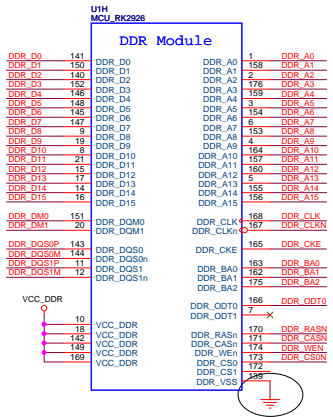 U1H
MCU_RK2926
DDR Module
DDR_D0 141 DDR_D0 DDR_A0 1 DDR_A0
DDR_D1 150 DDR_D1 DDR_A1 158 DDR_A1
DDR_D2 140 DDR_D2 DDR_A2 2 DDR_A2
DDR_D3 152 DDR_D3 DDR_A3 176 DDR_A3
DDR_D4 146 DDR_D4 DDR_A4 159 DDR_A4
DDR_D5 148 DDR_D5 DDR_A5 3 DDR_A5
DDR_D6 145 DDR_D6 DDR_A6 154 DDR_A6
DDR_D7 147 DDR_D7 DDR_A7 6 DDR_A7
DDR_D8 9 DDR_D8 DDR_A8 153 DDR_A8
DDR_D9 19 DDR_D9 DDR_A9 4 DDR_A9
DDR_D10 8 DDR_D10 DDR_A10 164 DDR_A10
DDR_D11 21 DDR_D11 DDR_A11 157 DDR_A11
DDR_D12 15 DDR_D12 DDR_A12 160 DDR_A12
DDR_D13 17 DDR_D13 DDR_A13 5 DDR_A13
DDR_D14 14 DDR_D14 DDR_A14 155 DDR_A14
DDR_D15 16 DDR_D15 DDR_A15 156 DDR_A15
DDR_DM0 151 DDR_DQM0 DDR_CLK 168 DDR_CLK
DDR_DM1 20 DDR_DQM1 DDR_CLKn 167 DDR_CLKN
DDR_DQS0P 143 DDR_DQS0 DDR_CKE 165 DDR_CKE
DDR_DQS0M 144 DDR_DQS0n
DDR_DQS1P 11 DDR_DQS1 DDR_BA0 163 DDR_BA0
DDR_DQS1M 12 DDR_DQS1n DDR_BA1 162 DDR_BA1
DDR_BA2 175 DDR_BA2
VCC_DDR
DDR_ODT0 166 DDR_ODT0
10 VCC_DDR DDR_ODT1 7
18 VCC_DDR DDR_RASn 170 DDR_RASN
142 VCC_DDR DDR_CASn 171 DDR_CASN
149 VCC_DDR DDR_WEn 174 DDR_WEN
169 VCC_DDR DDR_CS0 173 DDR_CS0N
DDR_CS1 172
DDR_VSS 139